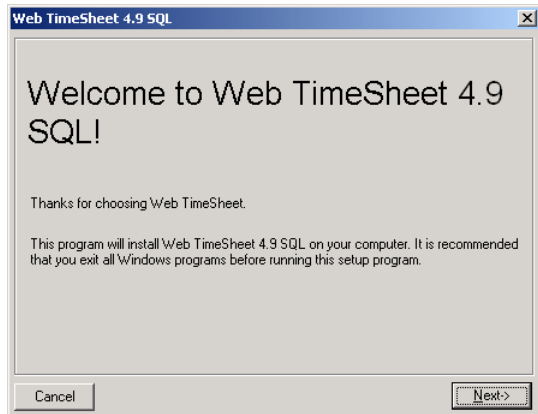 Web TimeSheet 4.9 SQL
Welcome to Web TimeSheet 4.9
SQL!
Thanks for choosing Web TimeSheet.
This program will install Web TimeSheet 4.9 SQL on your computer. It is recommended
that you exit all Windows programs before running this setup program.
Cancel
Next->